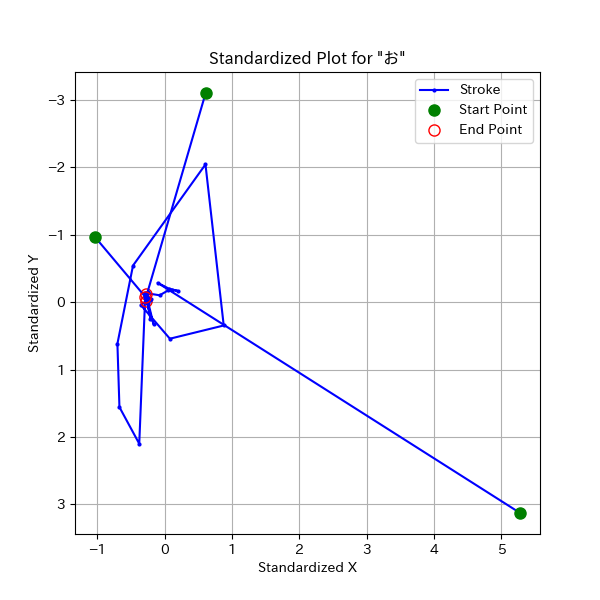 Standardized Plot for "お"
Stroke
Start Point
End Point
Standardized Y
−3
−2
−1
0
1
2
3
−1 0 1 2 3 4 5
Standardized X